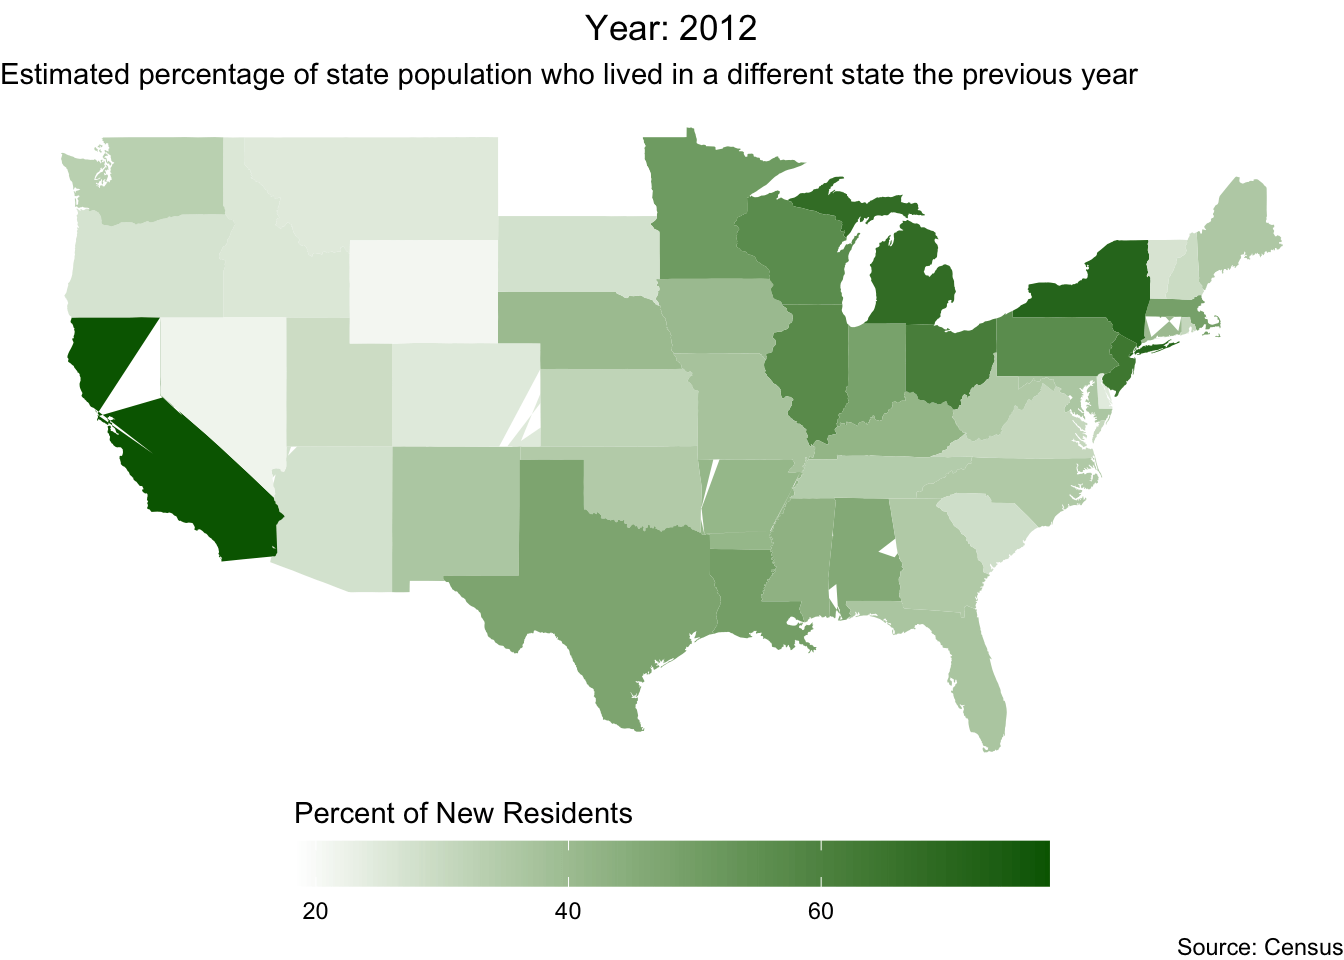 Year: 2012
Estimated percentage of state population who lived in a different state the previous year
Percent of New Residents
20 40 60
Source: Census